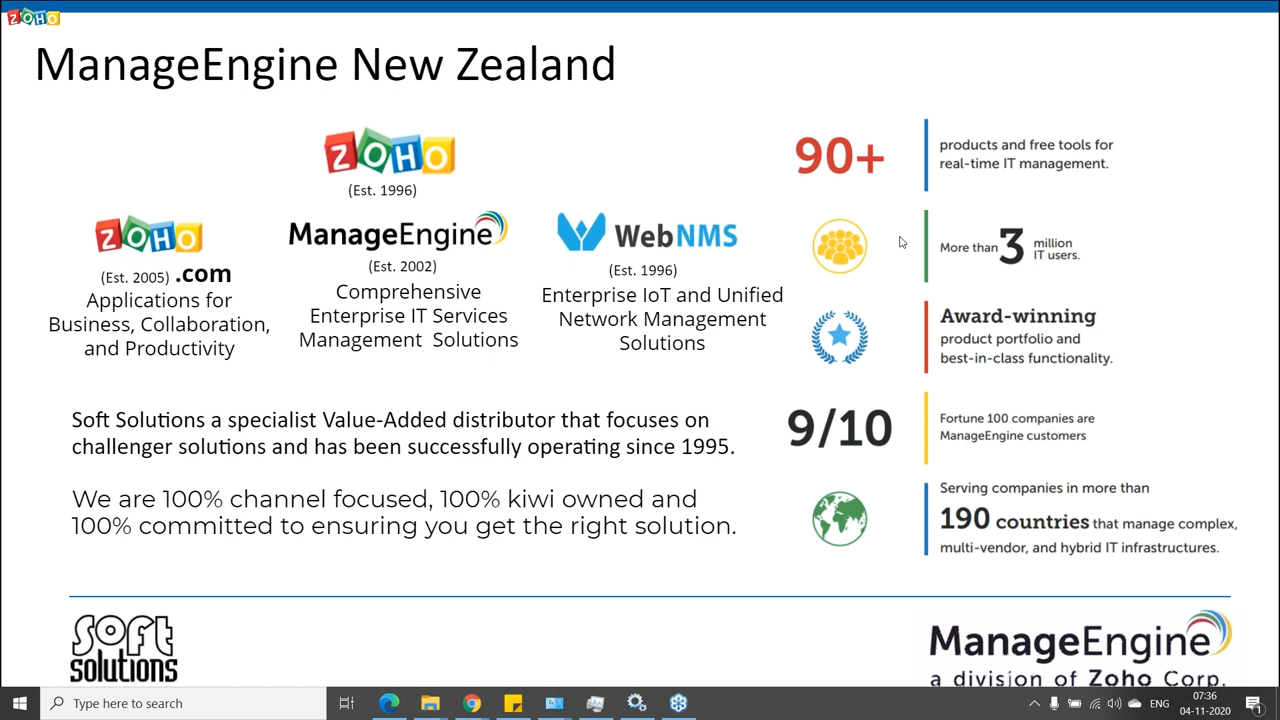 ZOHO
ManageEngine New Zealand
ZOHO
(Est. 1996)
ZOHO
(Est. 2005) .com
Applications for
Business, Collaboration,
and Productivity
ManageEngine
(Est. 2002)
Comprehensive
Enterprise IT Services
Management Solutions
WebNMS
(Est. 1996)
Enterprise IoT and Unified
Network Management
Solutions
90+
products and free tools for
real-time IT management.
More than 3 million
IT users.
Award-winning
product portfolio and
best-in-class functionality.
9/10
Fortune 100 companies are
ManageEngine customers
Serving companies in more than
190 countries that manage complex,
multi-vendor, and hybrid IT infrastructures.
Soft Solutions a specialist Value-Added distributor that focuses on
challenger solutions and has been successfully operating since 1995.
We are 100% channel focused, 100% kiwi owned and
100% committed to ensuring you get the right solution.
soft
solutions
ManageEngine
a division of Zoho Corp.
Type here to search
ENG
07:36
04-11-2020
1